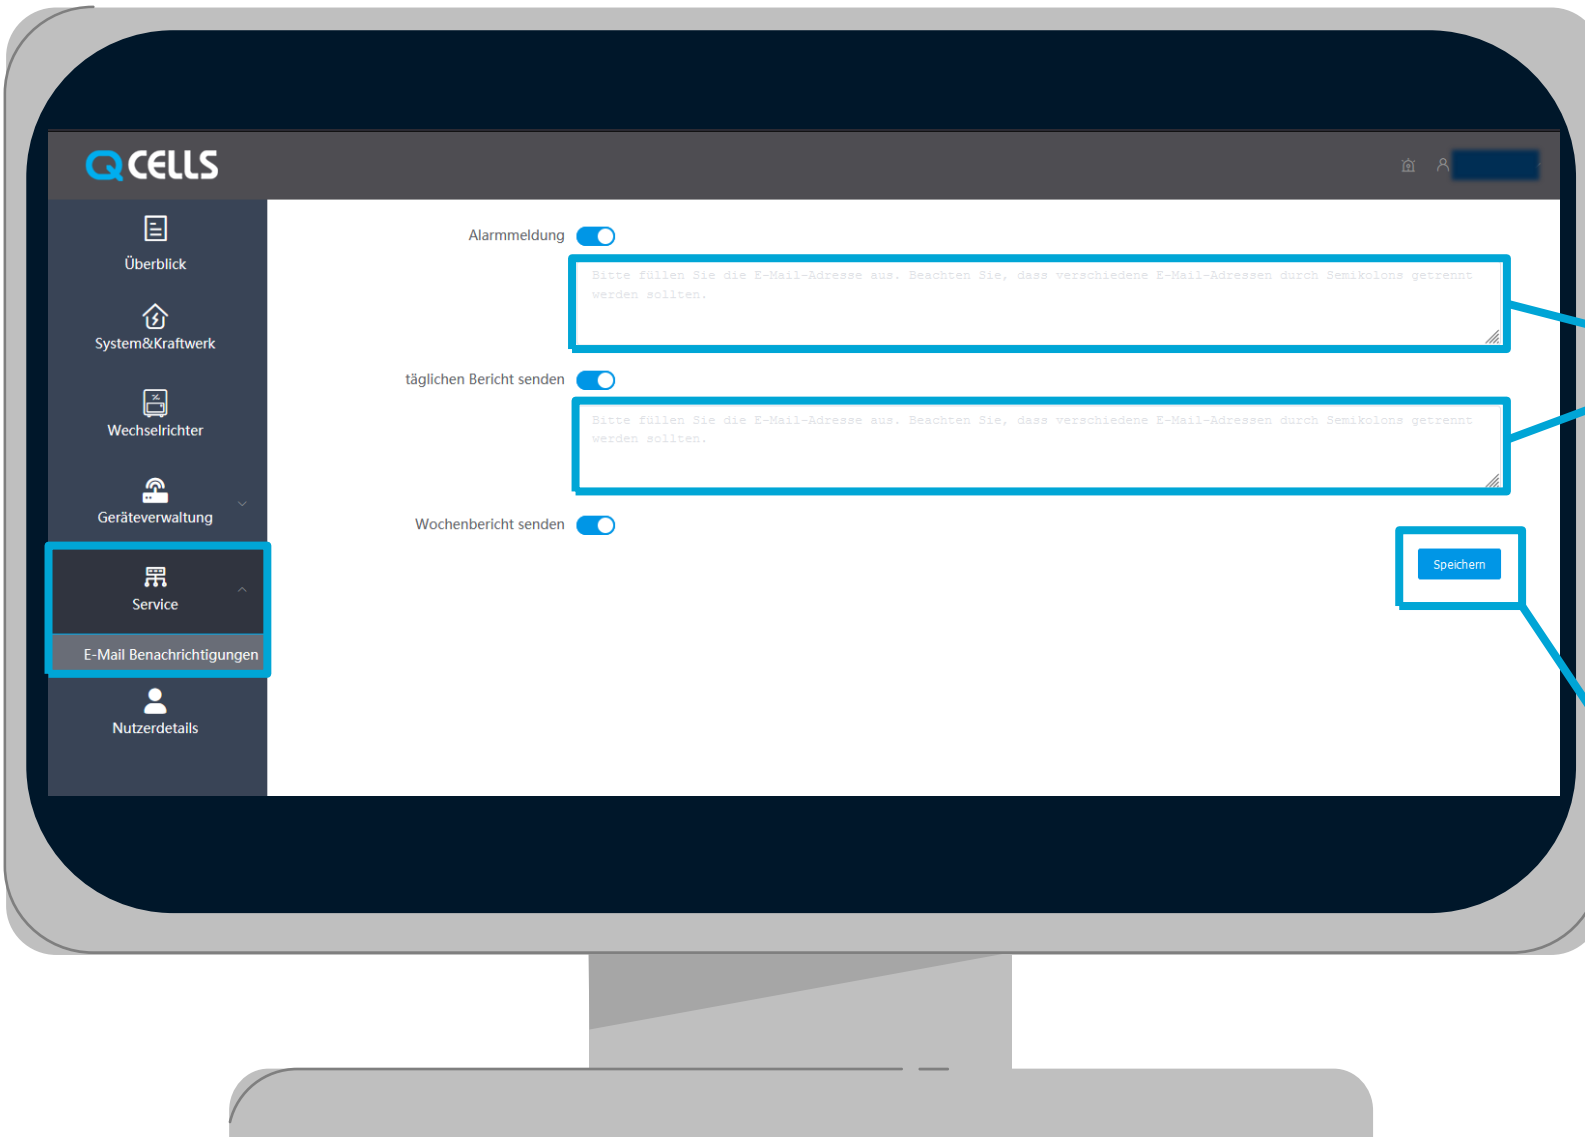 Q CELLS
Überblick
System&Kraftwerk
Wechselrichter
Geräteverwaltung
Service
E-Mail Benachrichtigungen
Nutzerdetails
Alarmmeldung
Bitte füllen Sie die E-Mail-Adresse aus. Beachten Sie, dass verschiedene E-Mail-Adressen durch Semikolons getrennt
werden sollten.
täglichen Bericht senden
Bitte füllen Sie die E-Mail-Adresse aus. Beachten Sie, dass verschiedene E-Mail-Adressen durch Semikolons getrennt
werden sollten.
Wochenbericht senden
Speichern